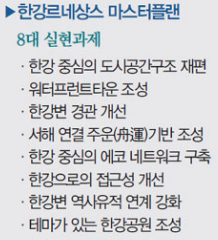 ▶한강르네상스 마스터플랜
8대 실현과제
· 한강 중심의 도시공간구조 재편
· 워터프런트타운 조성
· 한강변 경관 개선
· 서해 연결 주운(舟運)기반 조성
· 한강 중심의 에코 네트워크 구축
· 한강으로의 접근성 개선
· 한강변 역사유적 연계 강화
· 테마가 있는 한강공원 조성